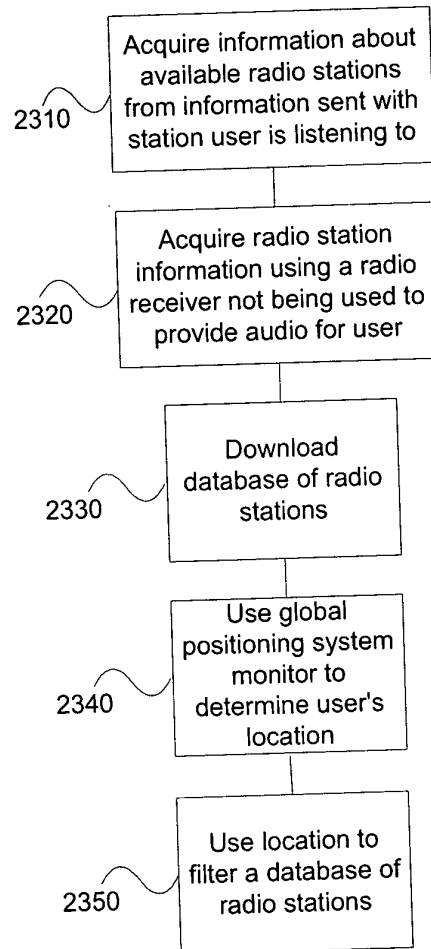 Acquire information about
available radio stations
from information sent with
station user is listening to
2310
Acquire radio station
information using a radio
receiver not being used to
provide audio for user
2320
Download
database of radio
stations
2330
Use global
positioning system
monitor to
determine user's
location
2340
Use location to
filter a database of
radio stations
2350